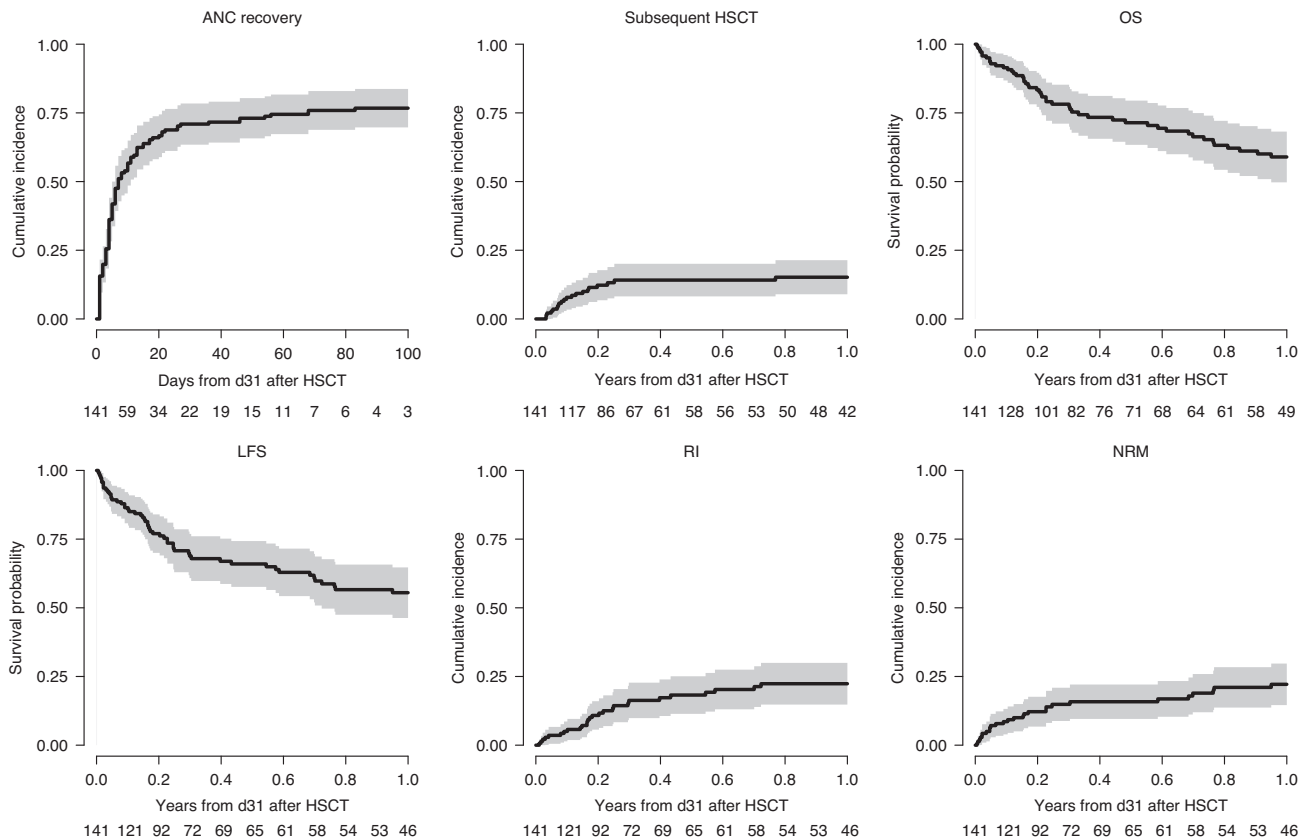 ANC recovery
Cumulative incidence
1.00
0.75
0.50
0.25
0.00
0 20 40 60 80 100
Days from d31 after HSCT
141 59 34 22 19 15 11 7 6 4 3
Subsequent HSCT
Cumulative incidence
1.00
0.75
0.50
0.25
0.00
0.0 0.2 0.4 0.6 0.8 1.0
Years from d31 after HSCT
141 117 86 67 61 58 56 53 50 48 42
OS
Survival probability
1.00
0.75
0.50
0.25
0.00
0.0 0.2 0.4 0.6 0.8 1.0
Years from d31 after HSCT
141 128 101 82 76 71 68 64 61 58 49
LFS
Survival probability
1.00
0.75
0.50
0.25
0.00
0.0 0.2 0.4 0.6 0.8 1.0
Years from d31 after HSCT
141 121 92 72 69 65 61 58 54 53 46
RI
Cumulative incidence
1.00
0.75
0.50
0.25
0.00
0.0 0.2 0.4 0.6 0.8 1.0
Years from d31 after HSCT
141 121 92 72 69 65 61 58 54 53 46
NRM
Cumulative incidence
1.00
0.75
0.50
0.25
0.00
0.0 0.2 0.4 0.6 0.8 1.0
Years from d31 after HSCT
141 121 92 72 69 65 61 58 54 53 46